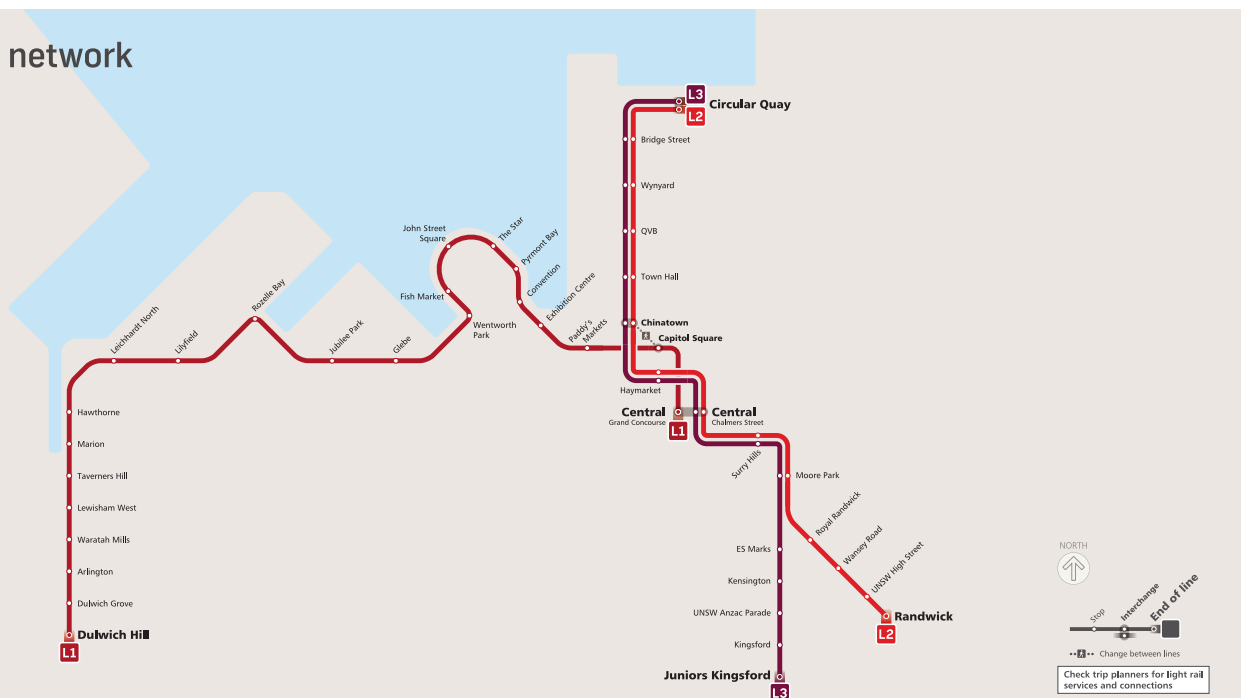 network
L3
Circular Quay
L2
Bridge Street
Wynyard
QVB
Town Hall
Chinatown
Capitol Square
Haymarket
Central
Grand Concourse
L1
Central
Chalmers Street
Surry Hills
Moore Park
Royal Randwick
Wansey Road
UNSW High Street
Randwick
L2
ES Marks
Kensington
UNSW Anzac Parade
Kingsford
Juniors Kingsford
L3
Paddy's
Markets
Exhibition Centre
Convention
Pyrmont Bay
The Star
John Street
Square
Fish Market
Wentworth
Park
Glebe
Jubilee Park
Rozelle Bay
Lilyfield
Leichhardt North
Hawthorne
Marion
Taverners Hill
Lewisham West
Waratah Mills
Arlington
Dulwich Grove
Dulwich Hill
L1
NORTH
Stop
Interchange
End of line
Change between lines
Check trip planners for light rail
services and connections